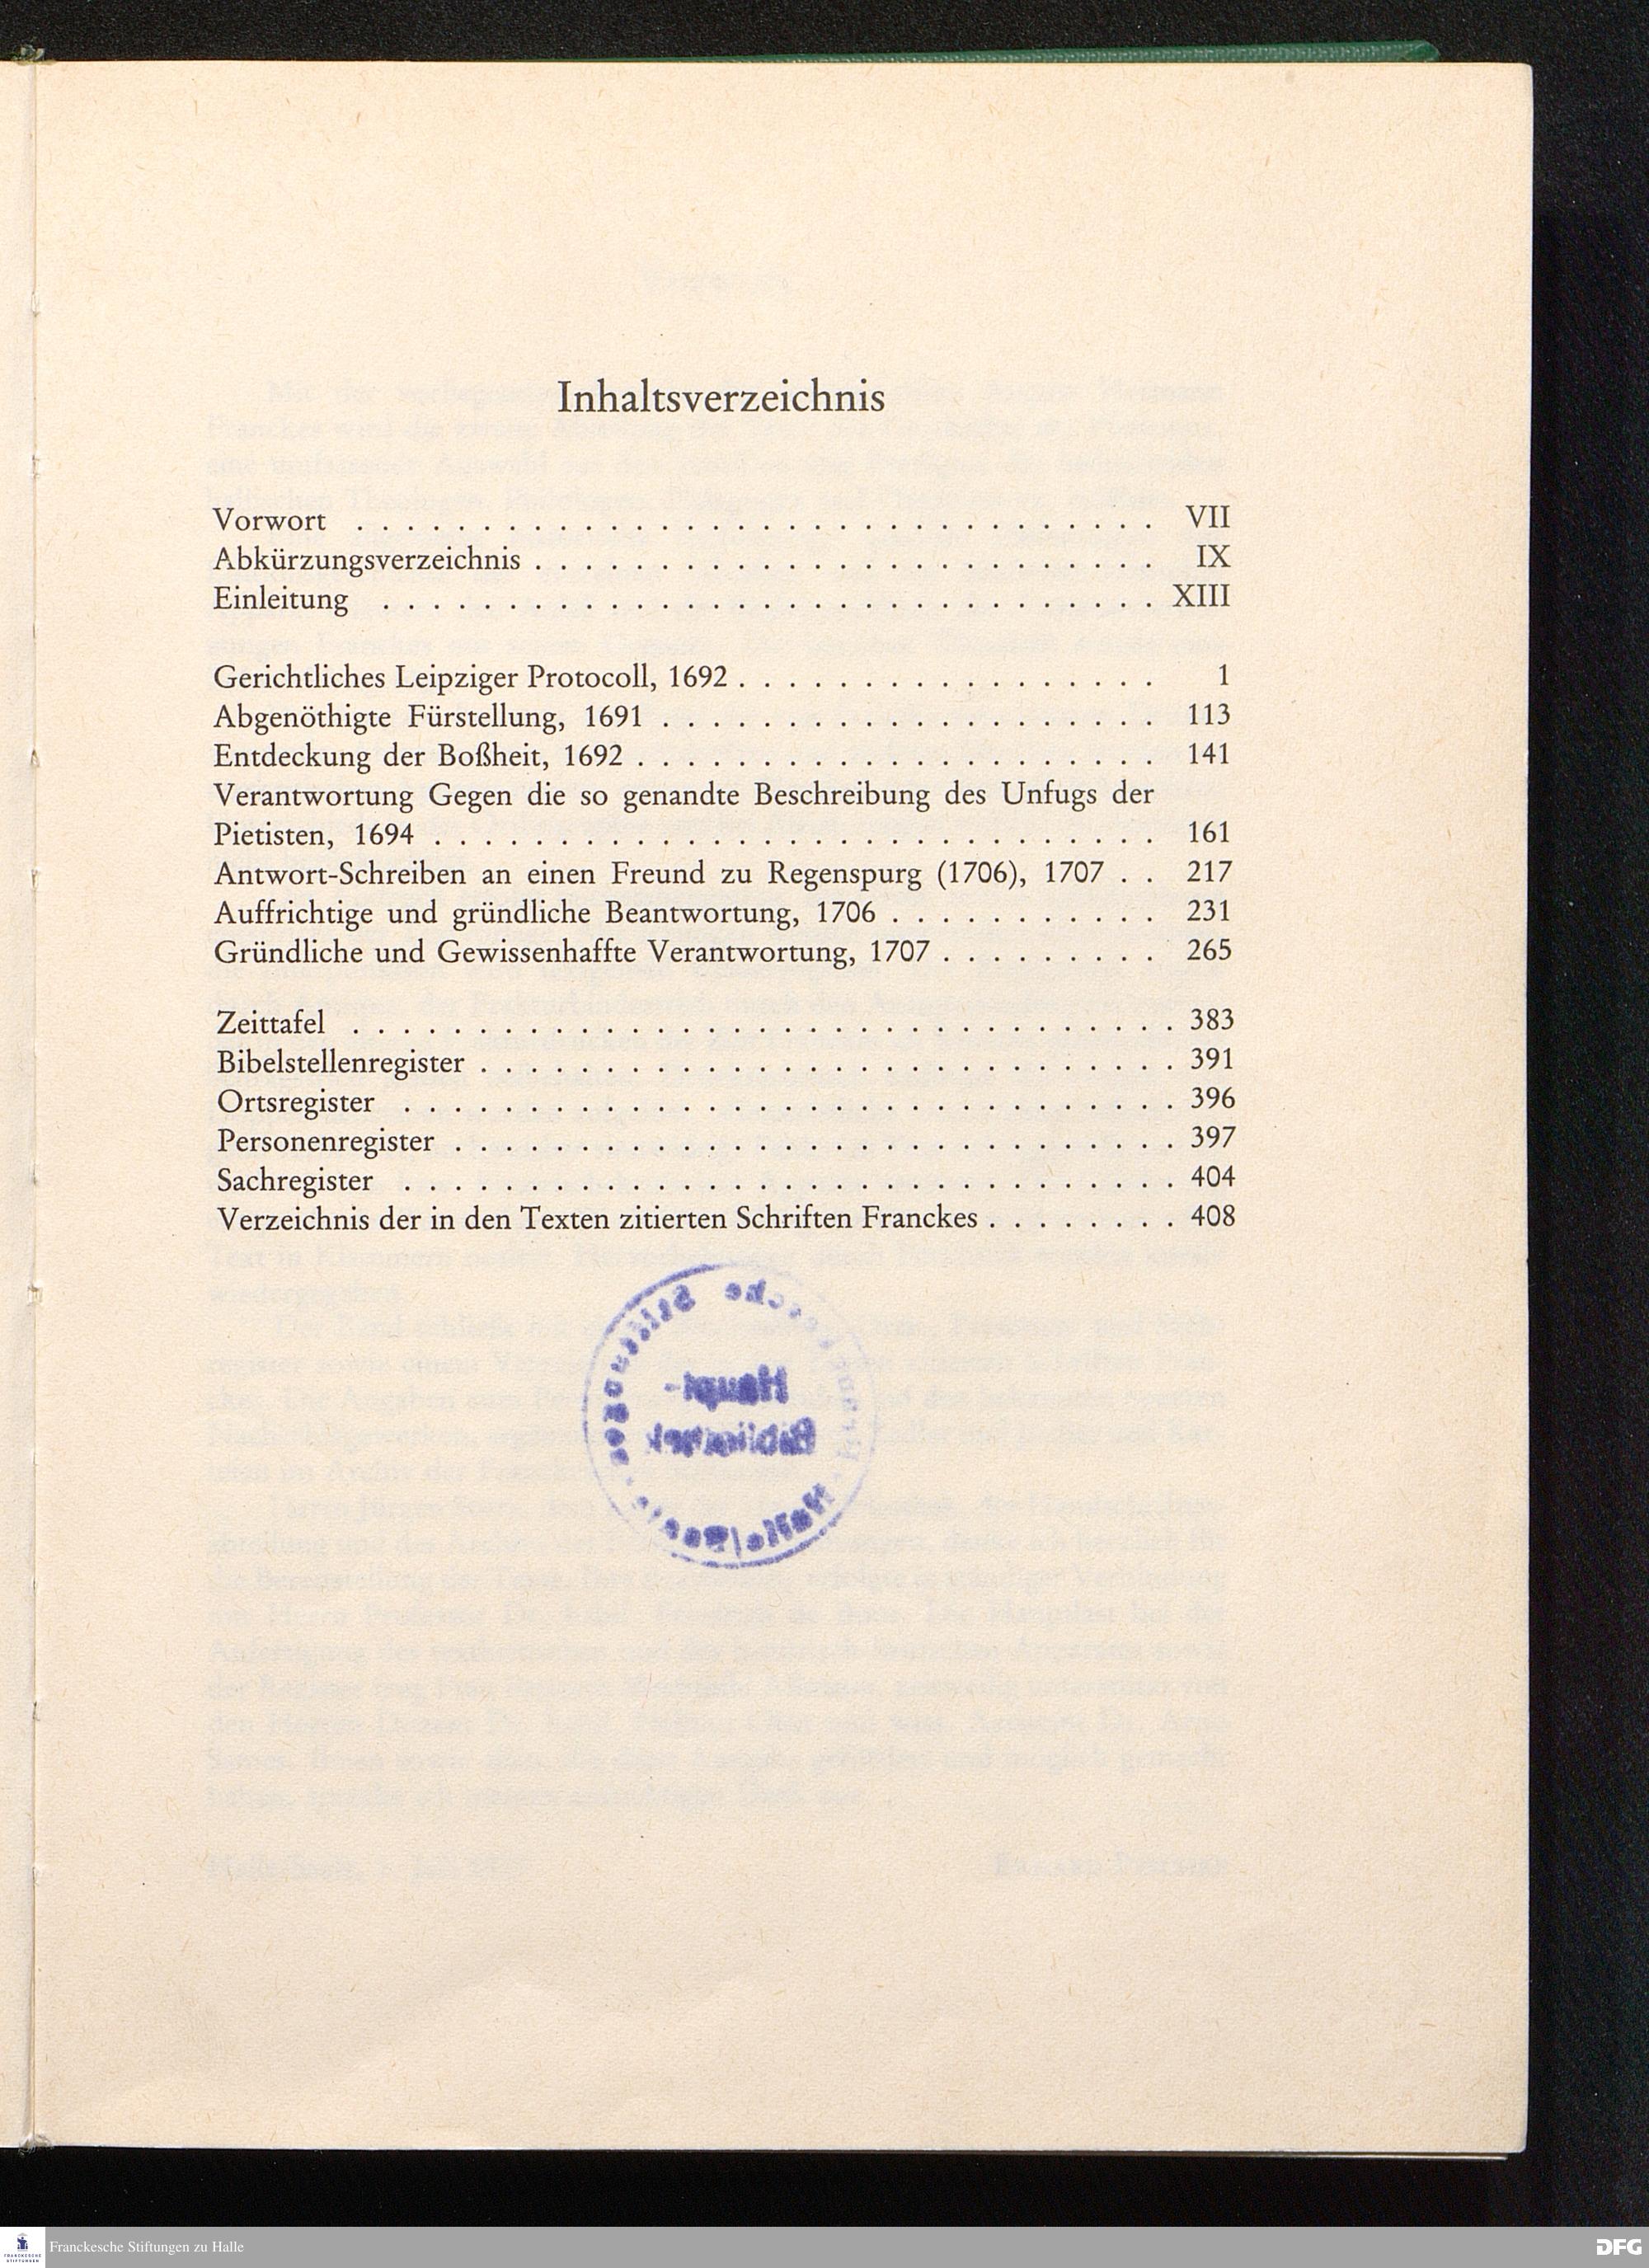 Inhaltsverzeichnis
Vorwort . . . . . . . . . . . . . . . . . . . . . . . . . . . . . . . . . VII
Abkürzungsverzeichnis . . . . . . . . . . . . . . . . . . . . . . . . . . IX
Einleitung . . . . . . . . . . . . . . . . . . . . . . . . . . . . . . . . XIII
Gerichtliches Leipziger Protocoll, 1692 . . . . . . . . . . . . . . . . . 1
Abgenöthigte Fürstellung, 1691 . . . . . . . . . . . . . . . . . . . . 113
Entdeckung der Boßheit, 1692 . . . . . . . . . . . . . . . . . . . . . 141
Verantwortung Gegen die so genandte Beschreibung des Unfugs der
Pietisten, 1694 . . . . . . . . . . . . . . . . . . . . . . . . . . . . . 161
Antwort-Schreiben an einen Freund zu Regenspurg (1706), 1707 . . 217
Auffrichtige und gründliche Beantwortung, 1706 . . . . . . . . . . . 231
Gründliche und Gewissenhaffte Verantwortung, 1707 . . . . . . . . . 265
Zeittafel . . . . . . . . . . . . . . . . . . . . . . . . . . . . . . . . . 383
Bibelstellenregister . . . . . . . . . . . . . . . . . . . . . . . . . . . . 391
Ortsregister . . . . . . . . . . . . . . . . . . . . . . . . . . . . . . . 396
Personenregister . . . . . . . . . . . . . . . . . . . . . . . . . . . . . 397
Sachregister . . . . . . . . . . . . . . . . . . . . . . . . . . . . . . . 404
Verzeichnis der in den Texten zitierten Schriften Franckes . . . . . . . . 408
FRANCKESCHE
STIFTUNGEN
Franckesche Stiftungen zu Halle
DFG